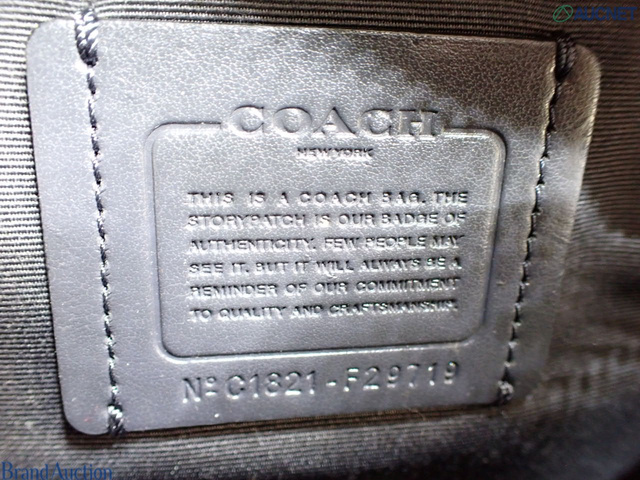 COACH
NEW YORK
THIS IS A COACH BAG. THE
STORYPATCH IS OUR BADGE OF
AUTHENTICITY. FEW PEOPLE MAY
SEE IT. BUT IT WILL ALWAYS BE A
REMINDER OF OUR COMMITMENT
TO QUALITY AND CRAFTSMANSHIP.
Nº C1821-F29719
Brand Auction